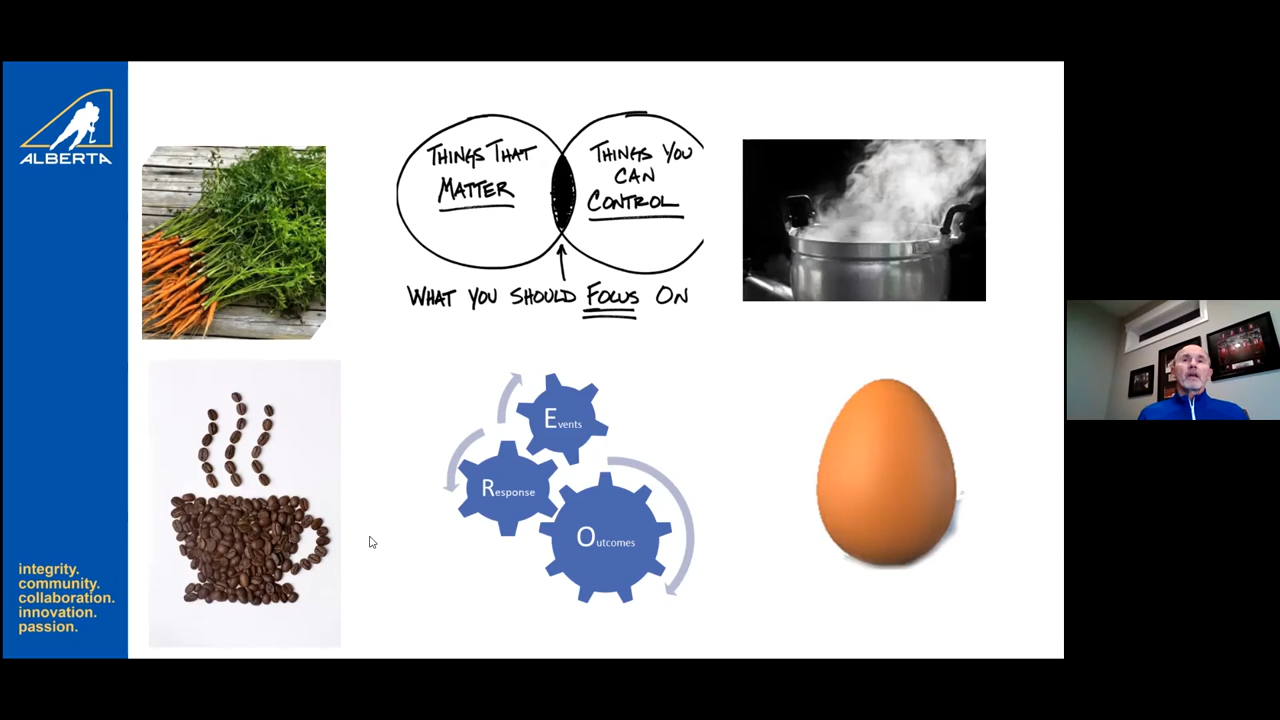 ALBERTA
THINGS THAT
MATTER
THINGS YOU
CAN
CONTROL
WHAT YOU SHOULD FOCUS ON
Events
Response
Outcomes
integrity.
community.
collaboration.
innovation.
passion.